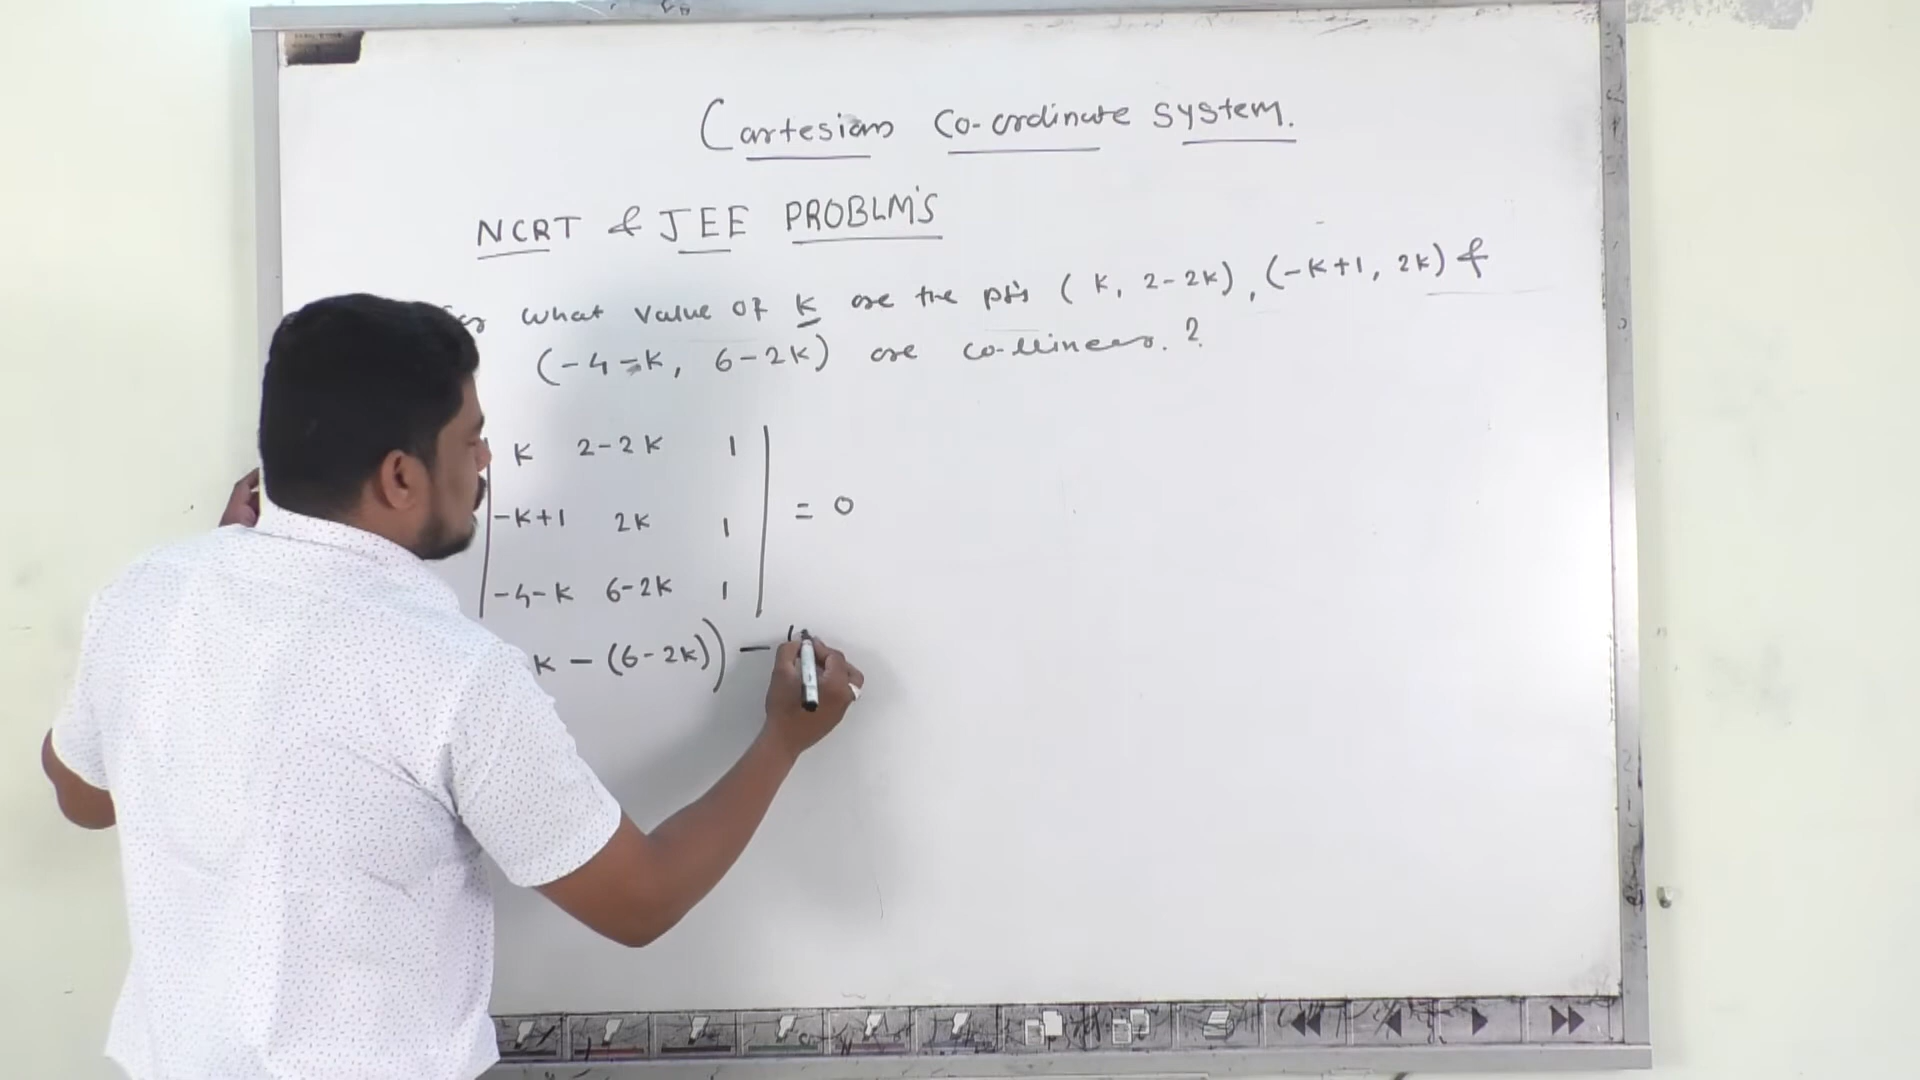 Cartesian Co-ordinate system.
NCRT & JEE PROBLM'S
what value of k are the pts (k, 2-2k), (-k+1, 2k) &
(-4-k, 6-2k) are co-llinear. ?
k 2-2k 1
-k+1 2k 1 = 0
-4-k 6-2k 1
k - (6-2k)) - (